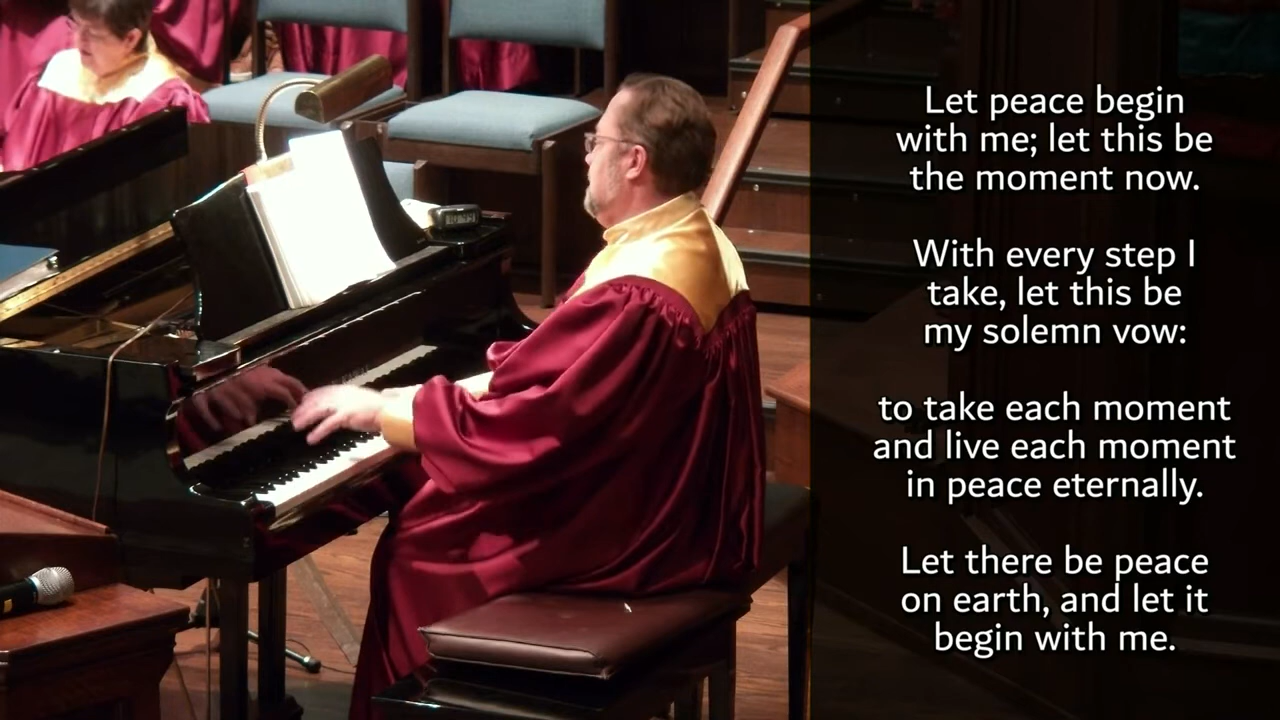 Let peace begin
with me; let this be
the moment now.
With every step I
take, let this be
my solemn vow:
to take each moment
and live each moment
in peace eternally.
Let there be peace
on earth, and let it
begin with me.